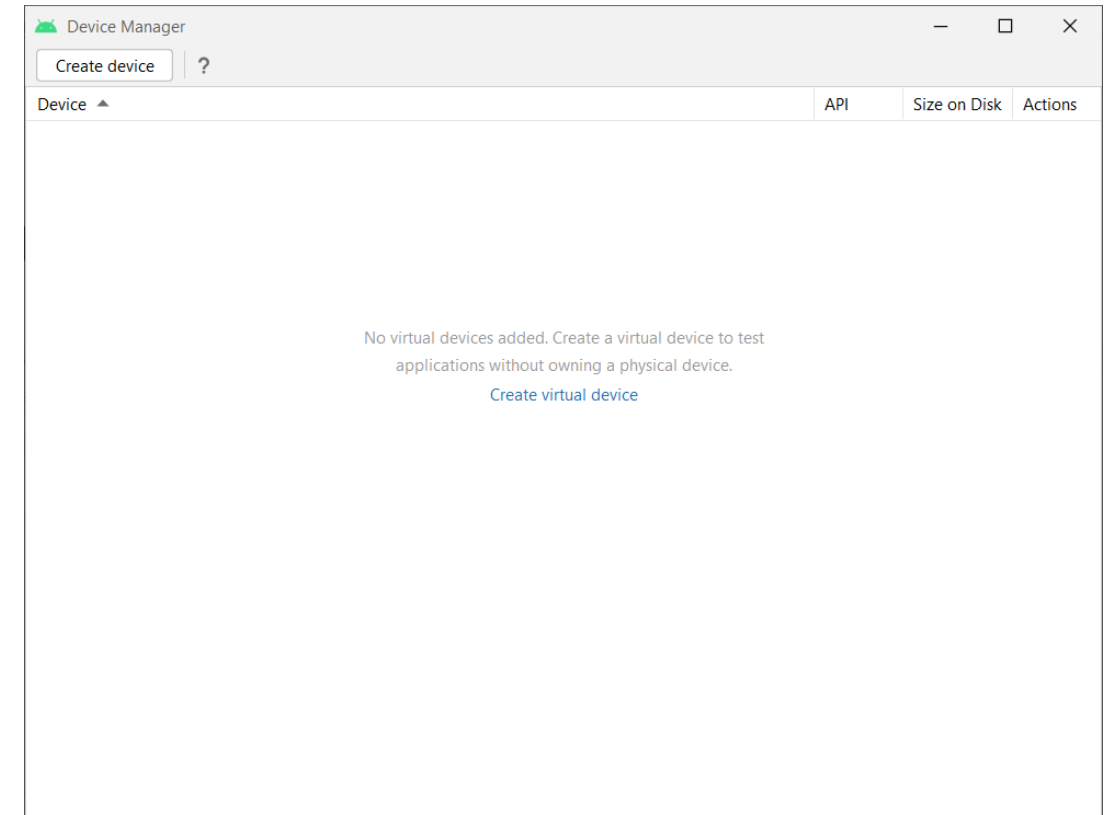 Device Manager
Create device ?
Device API Size on Disk Actions
No virtual devices added. Create a virtual device to test
applications without owning a physical device.
Create virtual device